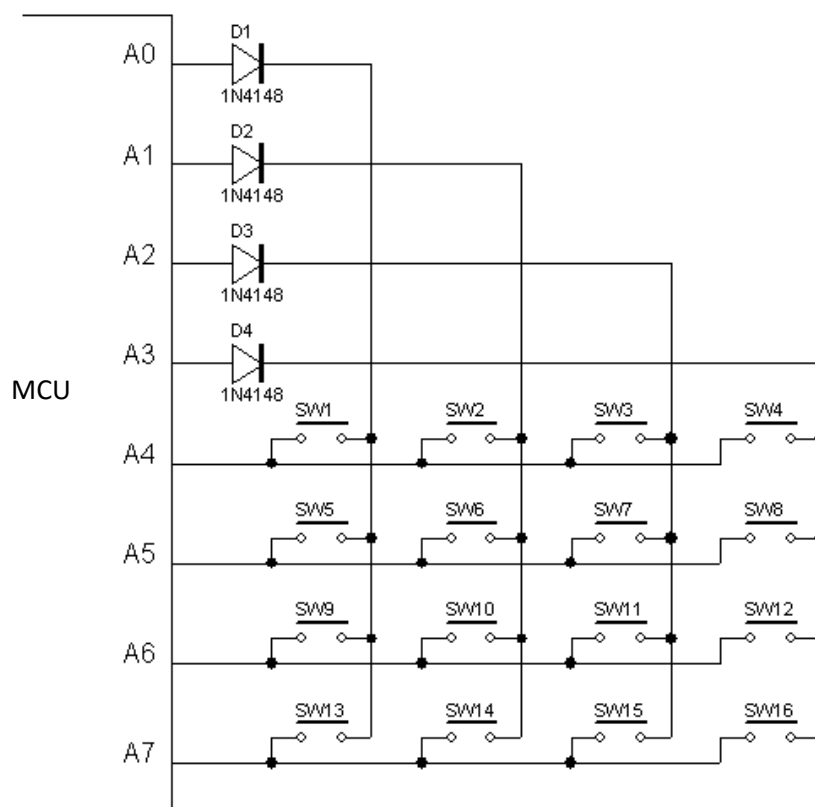 D1
A0
1N4148
D2
A1
1N4148
D3
A2
1N4148
D4
A3
MCU
1N4148
SW1 SW2 SW3 SW4
A4
SW5 SW6 SW7 SW8
A5
SW9 SW10 SW11 SW12
A6
SW13 SW14 SW15 SW16
A7